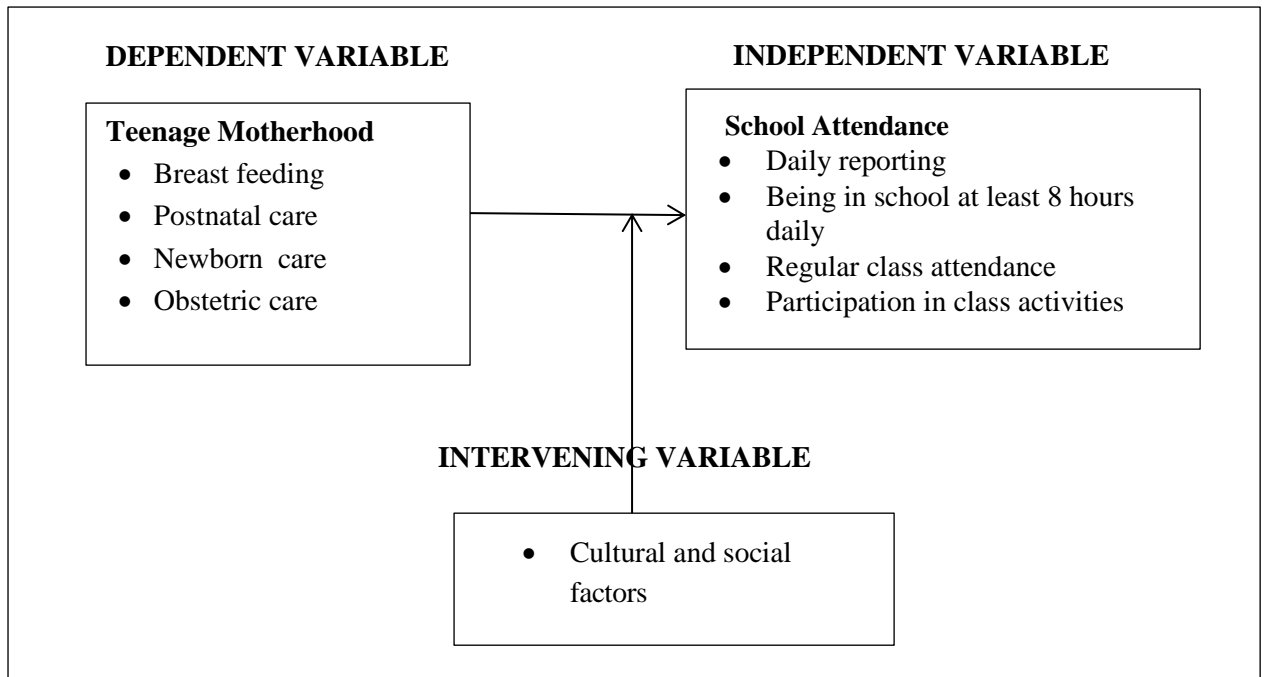 DEPENDENT VARIABLE
Teenage Motherhood
• Breast feeding
• Postnatal care
• Newborn care
• Obstetric care
INDEPENDENT VARIABLE
School Attendance
• Daily reporting
• Being in school at least 8 hours
daily
• Regular class attendance
• Participation in class activities
INTERVENING VARIABLE
• Cultural and social
factors